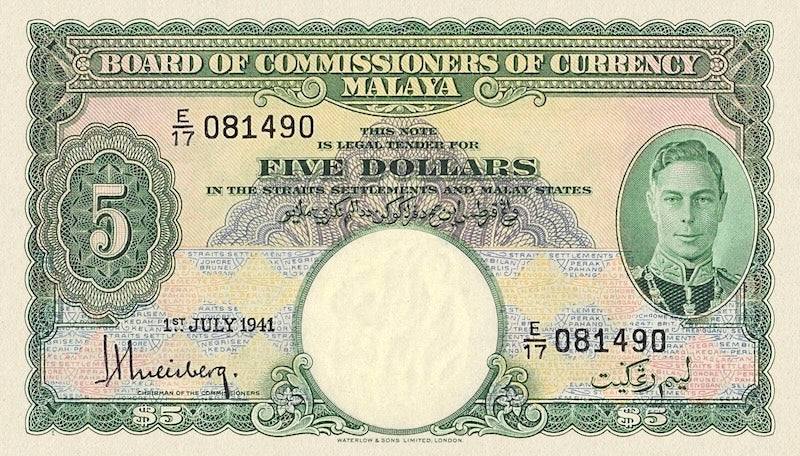 BOARD OF COMMISSIONERS OF CURRENCY
MALAYA
E/17 081490
THIS NOTE
IS LEGAL TENDER FOR
FIVE DOLLARS
IN THE STRAITS SETTLEMENTS AND MALAY STATES
5
1ST JULY 1941
E/17 081490
CHAIRMAN OF THE COMMISSIONERS
ليم رڠݢيت
$5
$5
WATERLOW & SONS LIMITED, LONDON.